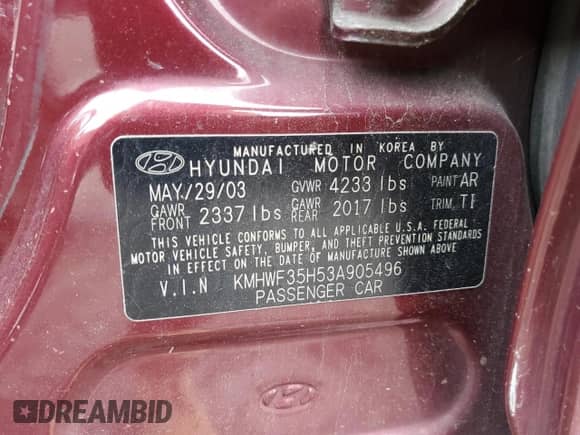 MANUFACTURED IN KOREA BY
HYUNDAI MOTOR COMPANY
MAY/29/03 GVWR 4233 lbs PAINT AR
GAWR FRONT 2337 lbs GAWR REAR 2017 lbs TRIM TI
THIS VEHICLE CONFORMS TO ALL APPLICABLE U.S.A. FEDERAL
MOTOR VEHICLE SAFETY, BUMPER, AND THEFT PREVENTION STANDARDS
IN EFFECT ON THE DATE OF MANUFACTURE SHOWN ABOVE
V.I.N KMHWF35H53A905496
PASSENGER CAR
DREAMBID